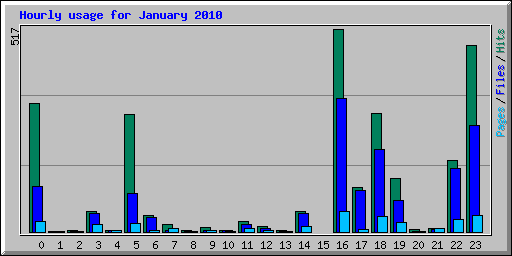 Hourly usage for January 2010
517
Pages/Files/Hits
0 1 2 3 4 5 6 7 8 9 10 11 12 13 14 15 16 17 18 19 20 21 22 23